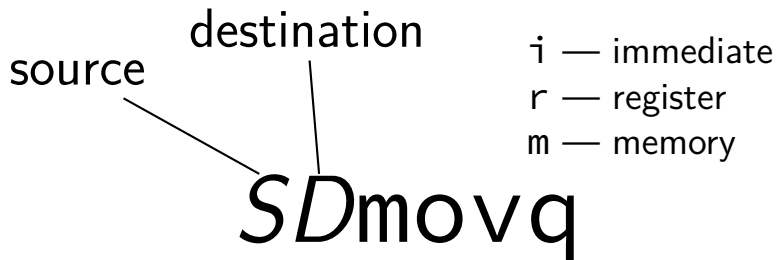 destination
source
i — immediate
r — register
m — memory
SDmovq